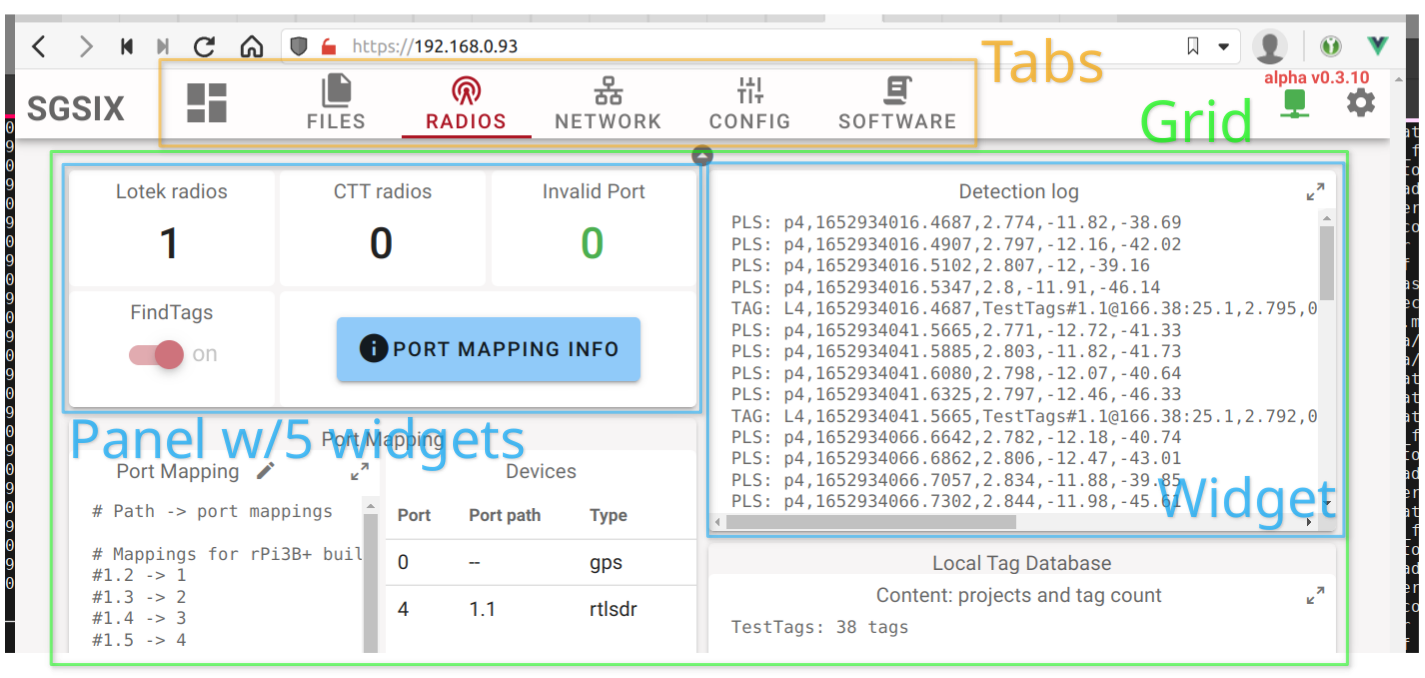 https://192.168.0.93
Tabs
SGSIX
FILES
RADIOS
NETWORK
CONFIG
SOFTWARE
alpha v0.3.10
Grid
Lotek radios
1
CTT radios
0
Invalid Port
0
FindTags
on
PORT MAPPING INFO
Panel w/5 widgets
Port Mapping
Port Mapping
# Path -> port mappings
# Mappings for rPi3B+ buil
#1.2 -> 1
#1.3 -> 2
#1.4 -> 3
#1.5 -> 4
Devices
Port Port path Type
0 -- gps
4 1.1 rtlsdr
Detection log
PLS: p4,1652934016.4687,2.774,-11.82,-38.69
PLS: p4,1652934016.4907,2.797,-12.16,-42.02
PLS: p4,1652934016.5102,2.807,-12,-39.16
PLS: p4,1652934016.5347,2.8,-11.91,-46.14
TAG: L4,1652934016.4687,TestTags#1.1@166.38:25.1,2.795,0
PLS: p4,1652934041.5665,2.771,-12.72,-41.33
PLS: p4,1652934041.5885,2.803,-11.82,-41.73
PLS: p4,1652934041.6080,2.798,-12.07,-40.64
PLS: p4,1652934041.6325,2.797,-12.46,-46.33
TAG: L4,1652934041.5665,TestTags#1.1@166.38:25.1,2.792,0
PLS: p4,1652934066.6642,2.782,-12.18,-40.74
PLS: p4,1652934066.6862,2.806,-12.47,-43.01
PLS: p4,1652934066.7057,2.834,-11.88,-39.85
PLS: p4,1652934066.7302,2.844,-11.98,-45.61
Widget
Local Tag Database
Content: projects and tag count
TestTags: 38 tags